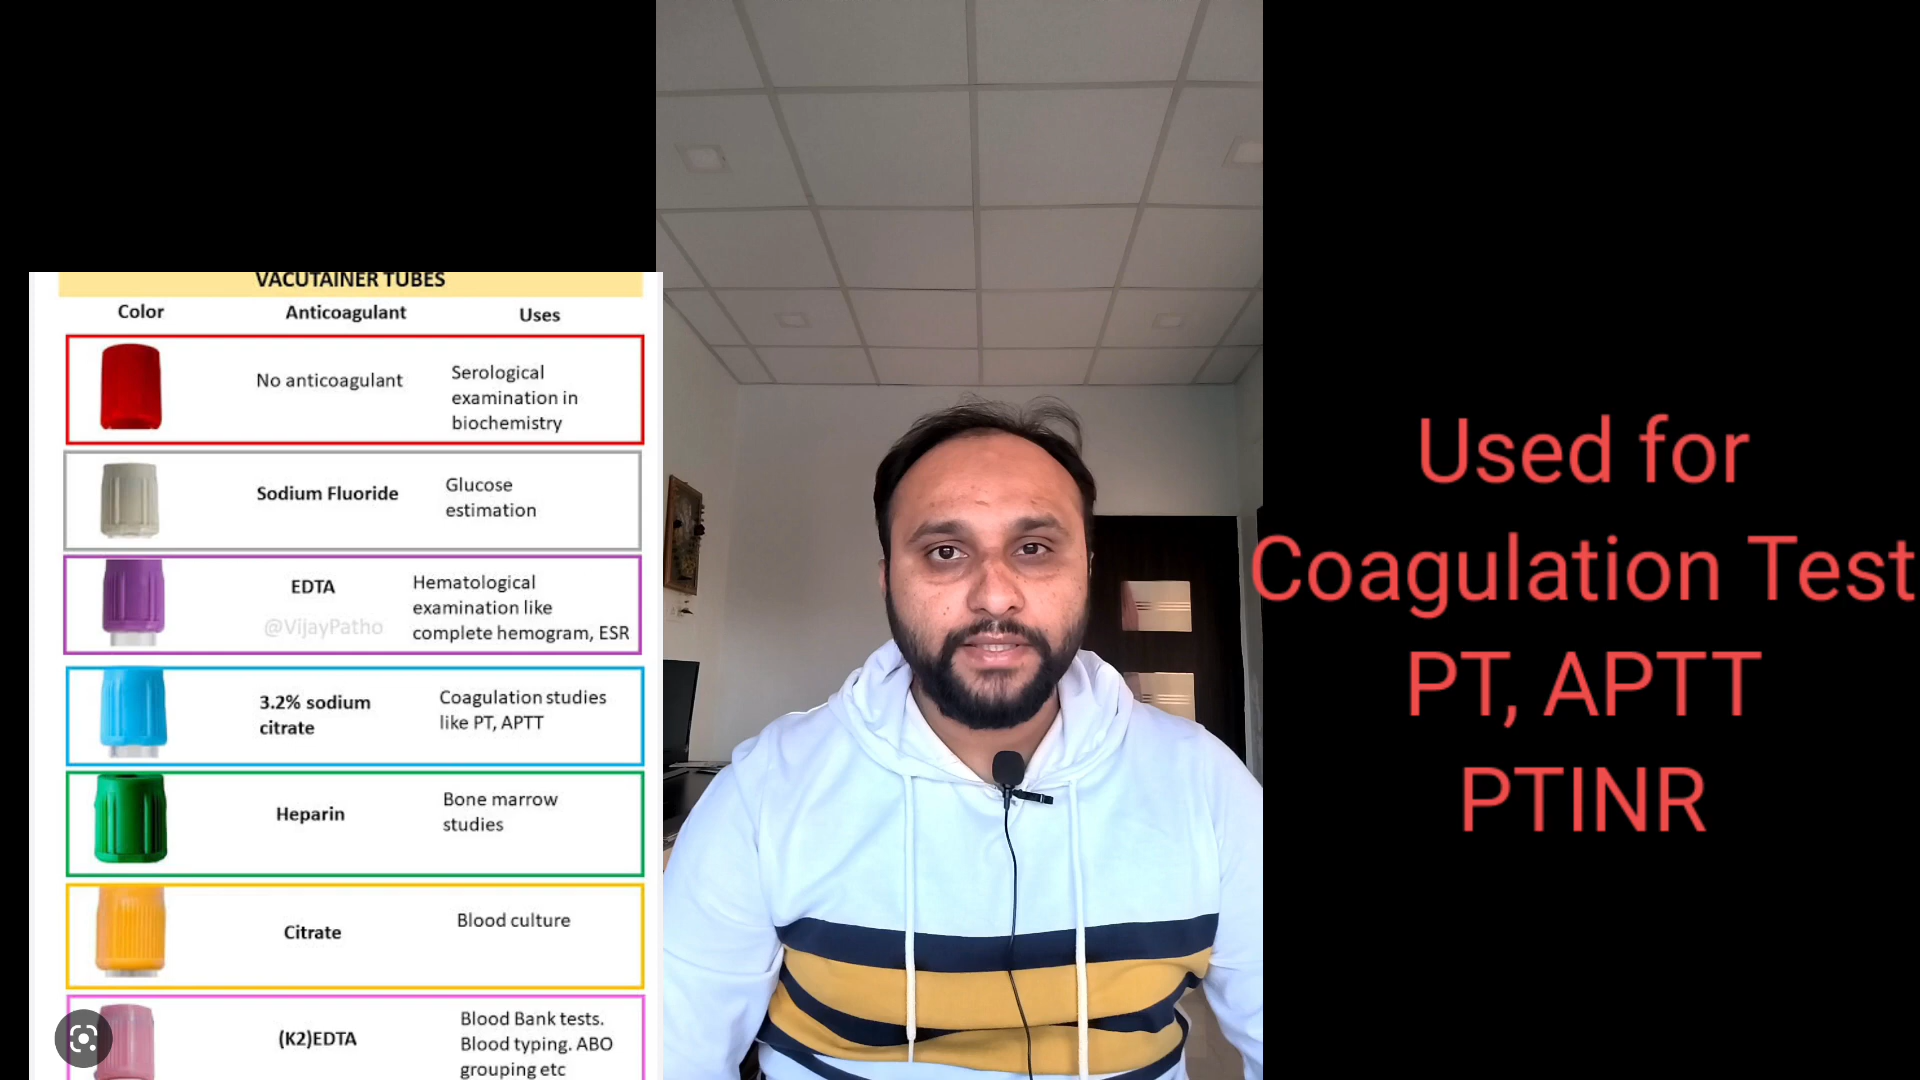 VACUTAINER TUBES
Color Anticoagulant Uses
No anticoagulant
Serological
examination in
biochemistry
Sodium Fluoride
Glucose
estimation
EDTA
@VijayPatho
Hematological
examination like
complete hemogram, ESR
3.2% sodium
citrate
Coagulation studies
like PT, APTT
Heparin
Bone marrow
studies
Citrate
Blood culture
(K2)EDTA
Blood Bank tests.
Blood typing. ABO
grouping etc
Used for
Coagulation Test
PT, APTT
PTINR